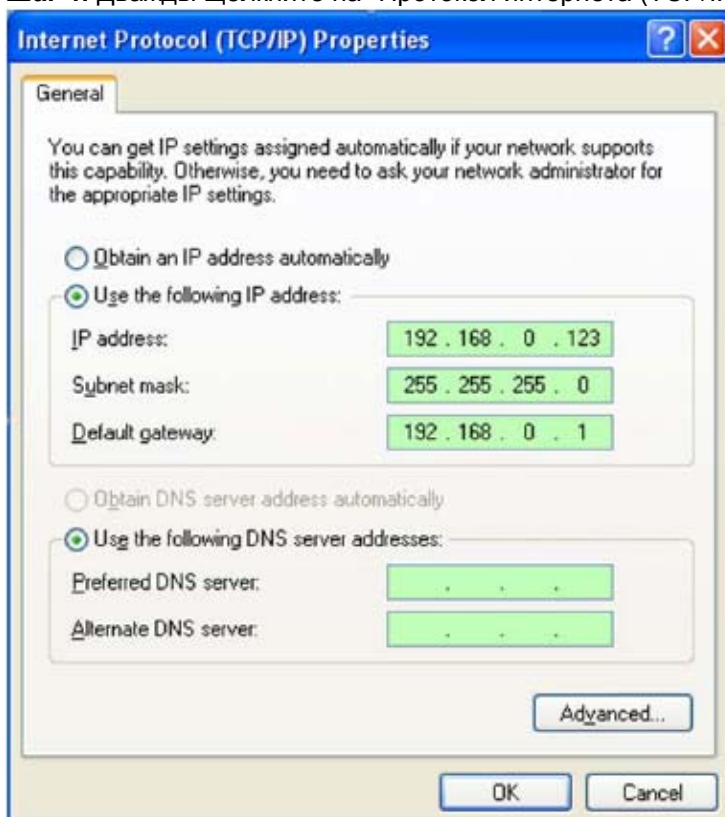 Internet Protocol (TCP/IP) Properties
General
You can get IP settings assigned automatically if your network supports
this capability. Otherwise, you need to ask your network administrator for
the appropriate IP settings.
Obtain an IP address automatically
Use the following IP address:
IP address: 192 . 168 . 0 . 123
Subnet mask: 255 . 255 . 255 . 0
Default gateway: 192 . 168 . 0 . 1
Obtain DNS server address automatically
Use the following DNS server addresses:
Preferred DNS server: . . .
Alternate DNS server: . . .
Advanced...
OK Cancel